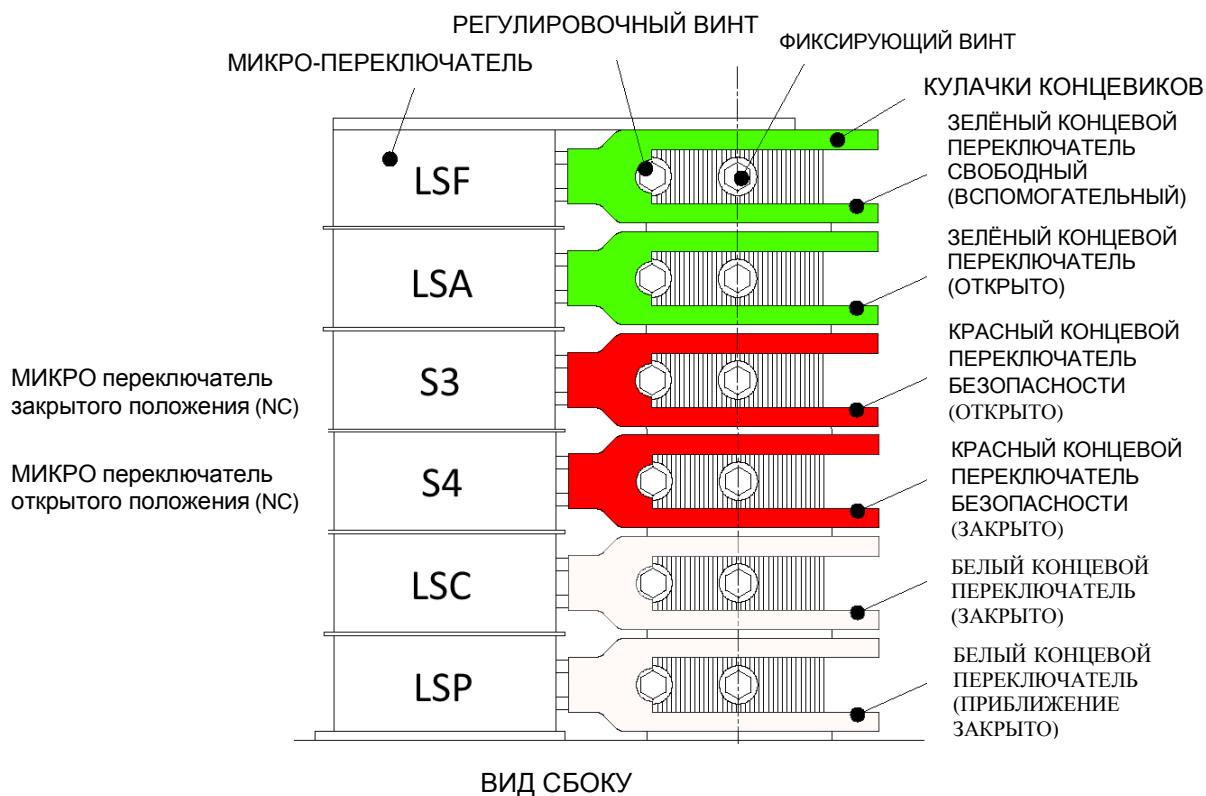 РЕГУЛИРОВОЧНЫЙ ВИНТ
ФИКСИРУЮЩИЙ ВИНТ
МИКРО-ПЕРЕКЛЮЧАТЕЛЬ
КУЛАЧКИ КОНЦЕВИКОВ
LSF
ЗЕЛЁНЫЙ КОНЦЕВОЙ
ПЕРЕКЛЮЧАТЕЛЬ
СВОБОДНЫЙ
(ВСПОМОГАТЕЛЬНЫЙ)
LSA
ЗЕЛЁНЫЙ КОНЦЕВОЙ
ПЕРЕКЛЮЧАТЕЛЬ
(ОТКРЫТО)
МИКРО переключатель
закрытого положения (NC)
S3
КРАСНЫЙ КОНЦЕВОЙ
ПЕРЕКЛЮЧАТЕЛЬ
БЕЗОПАСНОСТИ
(ОТКРЫТО)
МИКРО переключатель
открытого положения (NC)
S4
КРАСНЫЙ КОНЦЕВОЙ
ПЕРЕКЛЮЧАТЕЛЬ
БЕЗОПАСНОСТИ
(ЗАКРЫТО)
LSC
БЕЛЫЙ КОНЦЕВОЙ
ПЕРЕКЛЮЧАТЕЛЬ
(ЗАКРЫТО)
LSP
БЕЛЫЙ КОНЦЕВОЙ
ПЕРЕКЛЮЧАТЕЛЬ
(ПРИБЛИЖЕНИЕ
ЗАКРЫТО)
ВИД СБОКУ